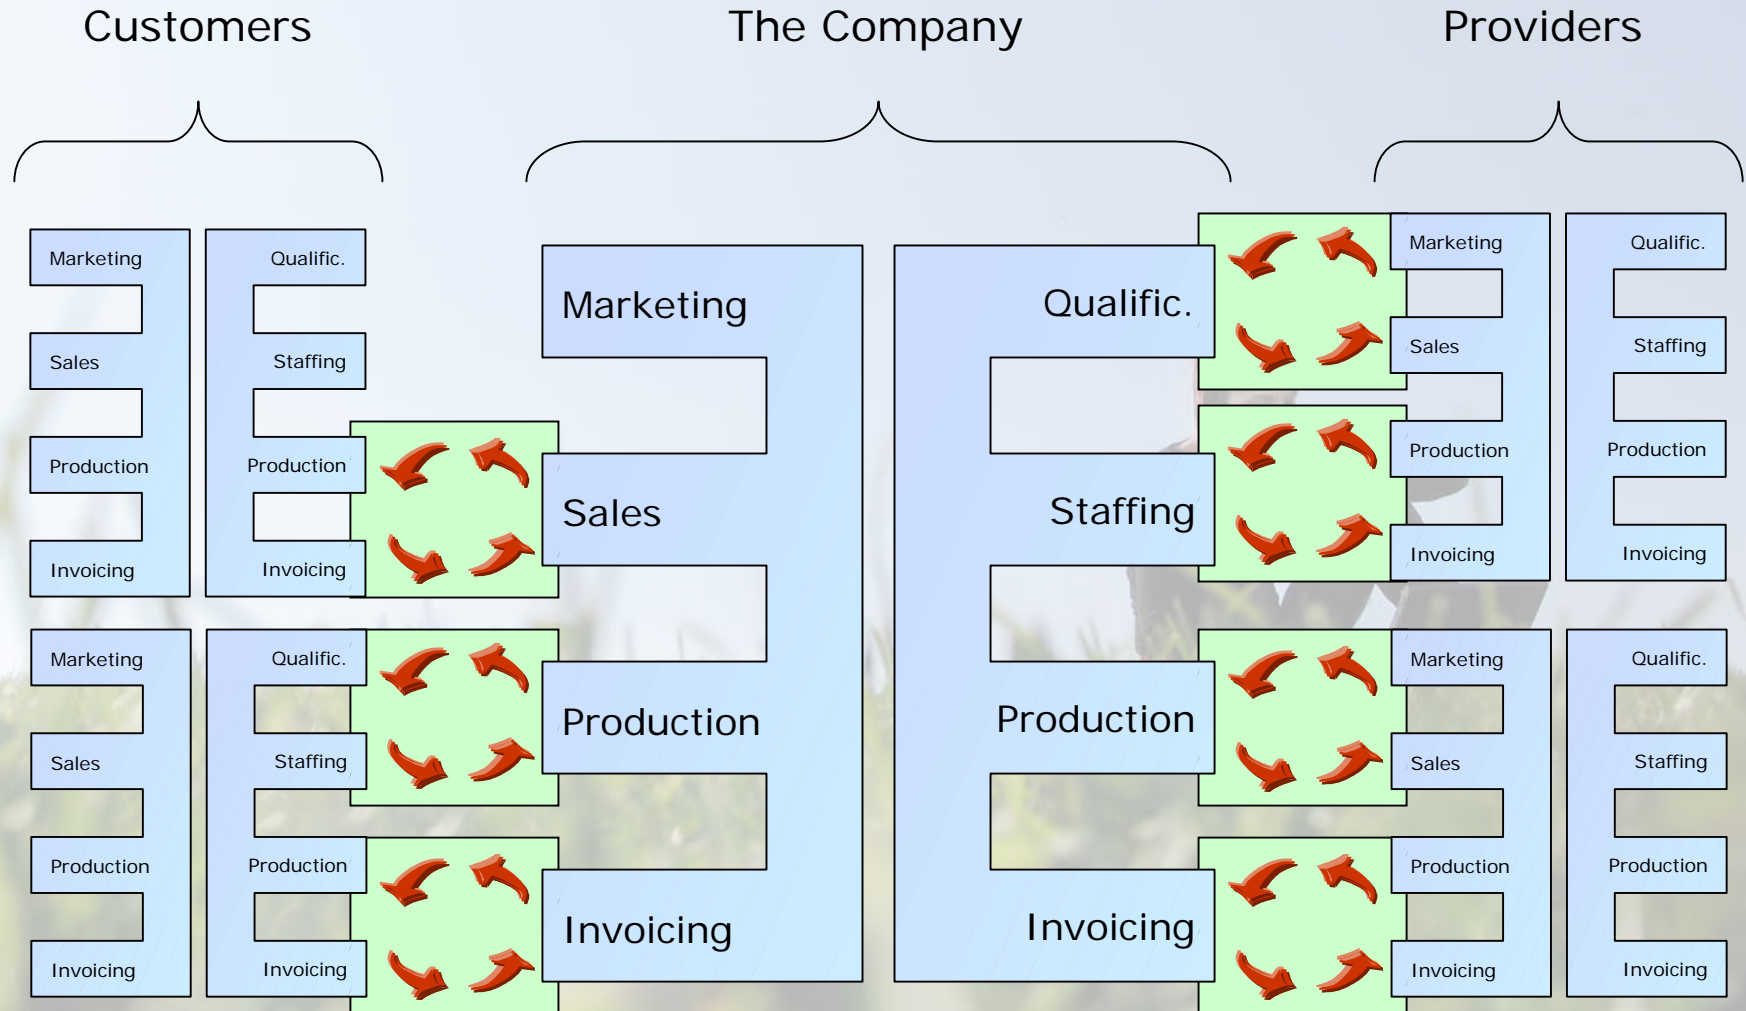 Customers
The Company
Providers
Marketing
Sales
Production
Invoicing
Qualific.
Staffing
Production
Invoicing
Marketing
Sales
Production
Invoicing
Qualific.
Staffing
Production
Invoicing
Marketing
Sales
Production
Invoicing
Qualific.
Staffing
Production
Invoicing
Marketing
Sales
Production
Invoicing
Qualific.
Staffing
Production
Invoicing
Marketing
Sales
Production
Invoicing
Qualific.
Staffing
Production
Invoicing